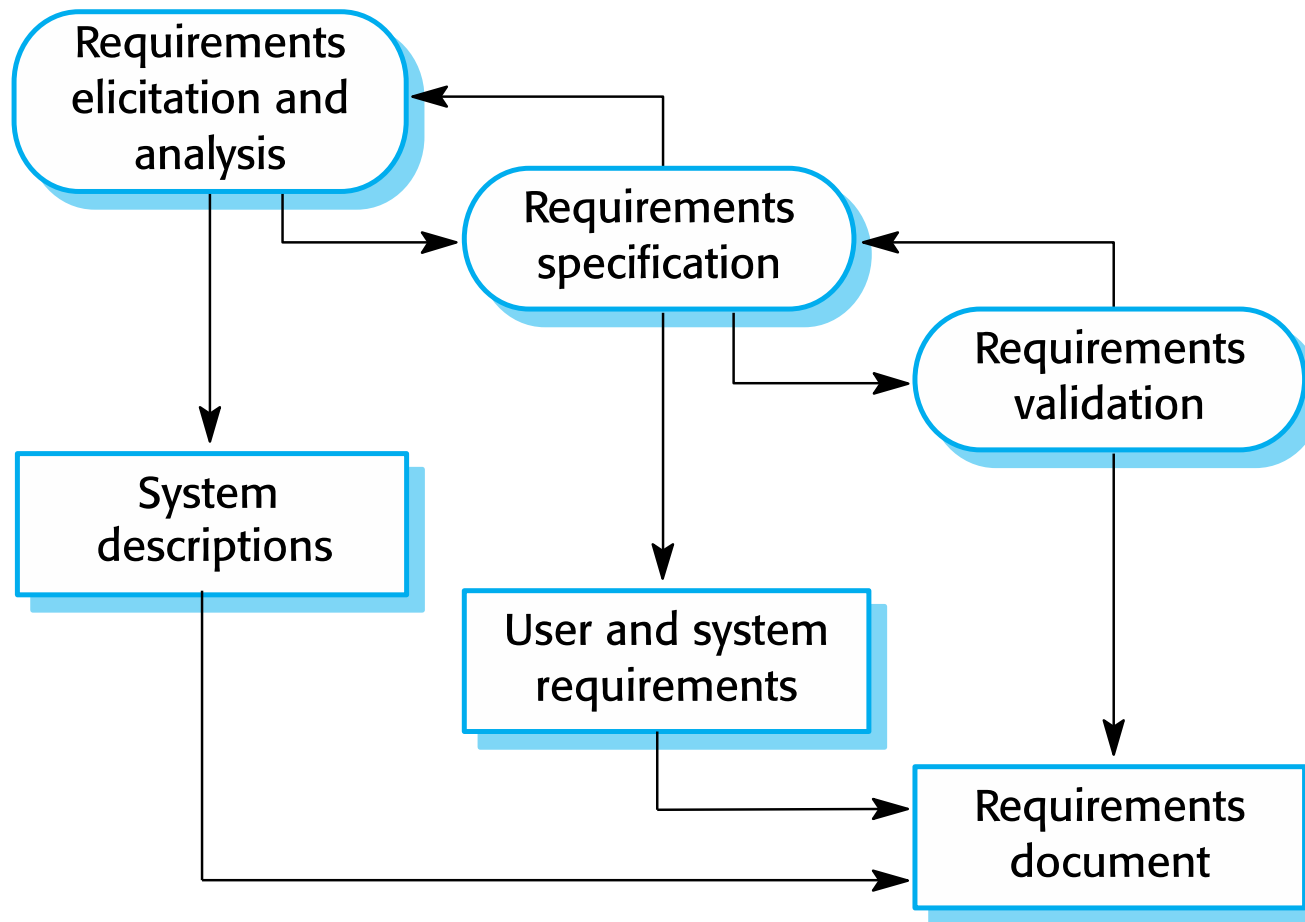 Requirements
elicitation and
analysis
Requirements
specification
Requirements
validation
System
descriptions
User and system
requirements
Requirements
document